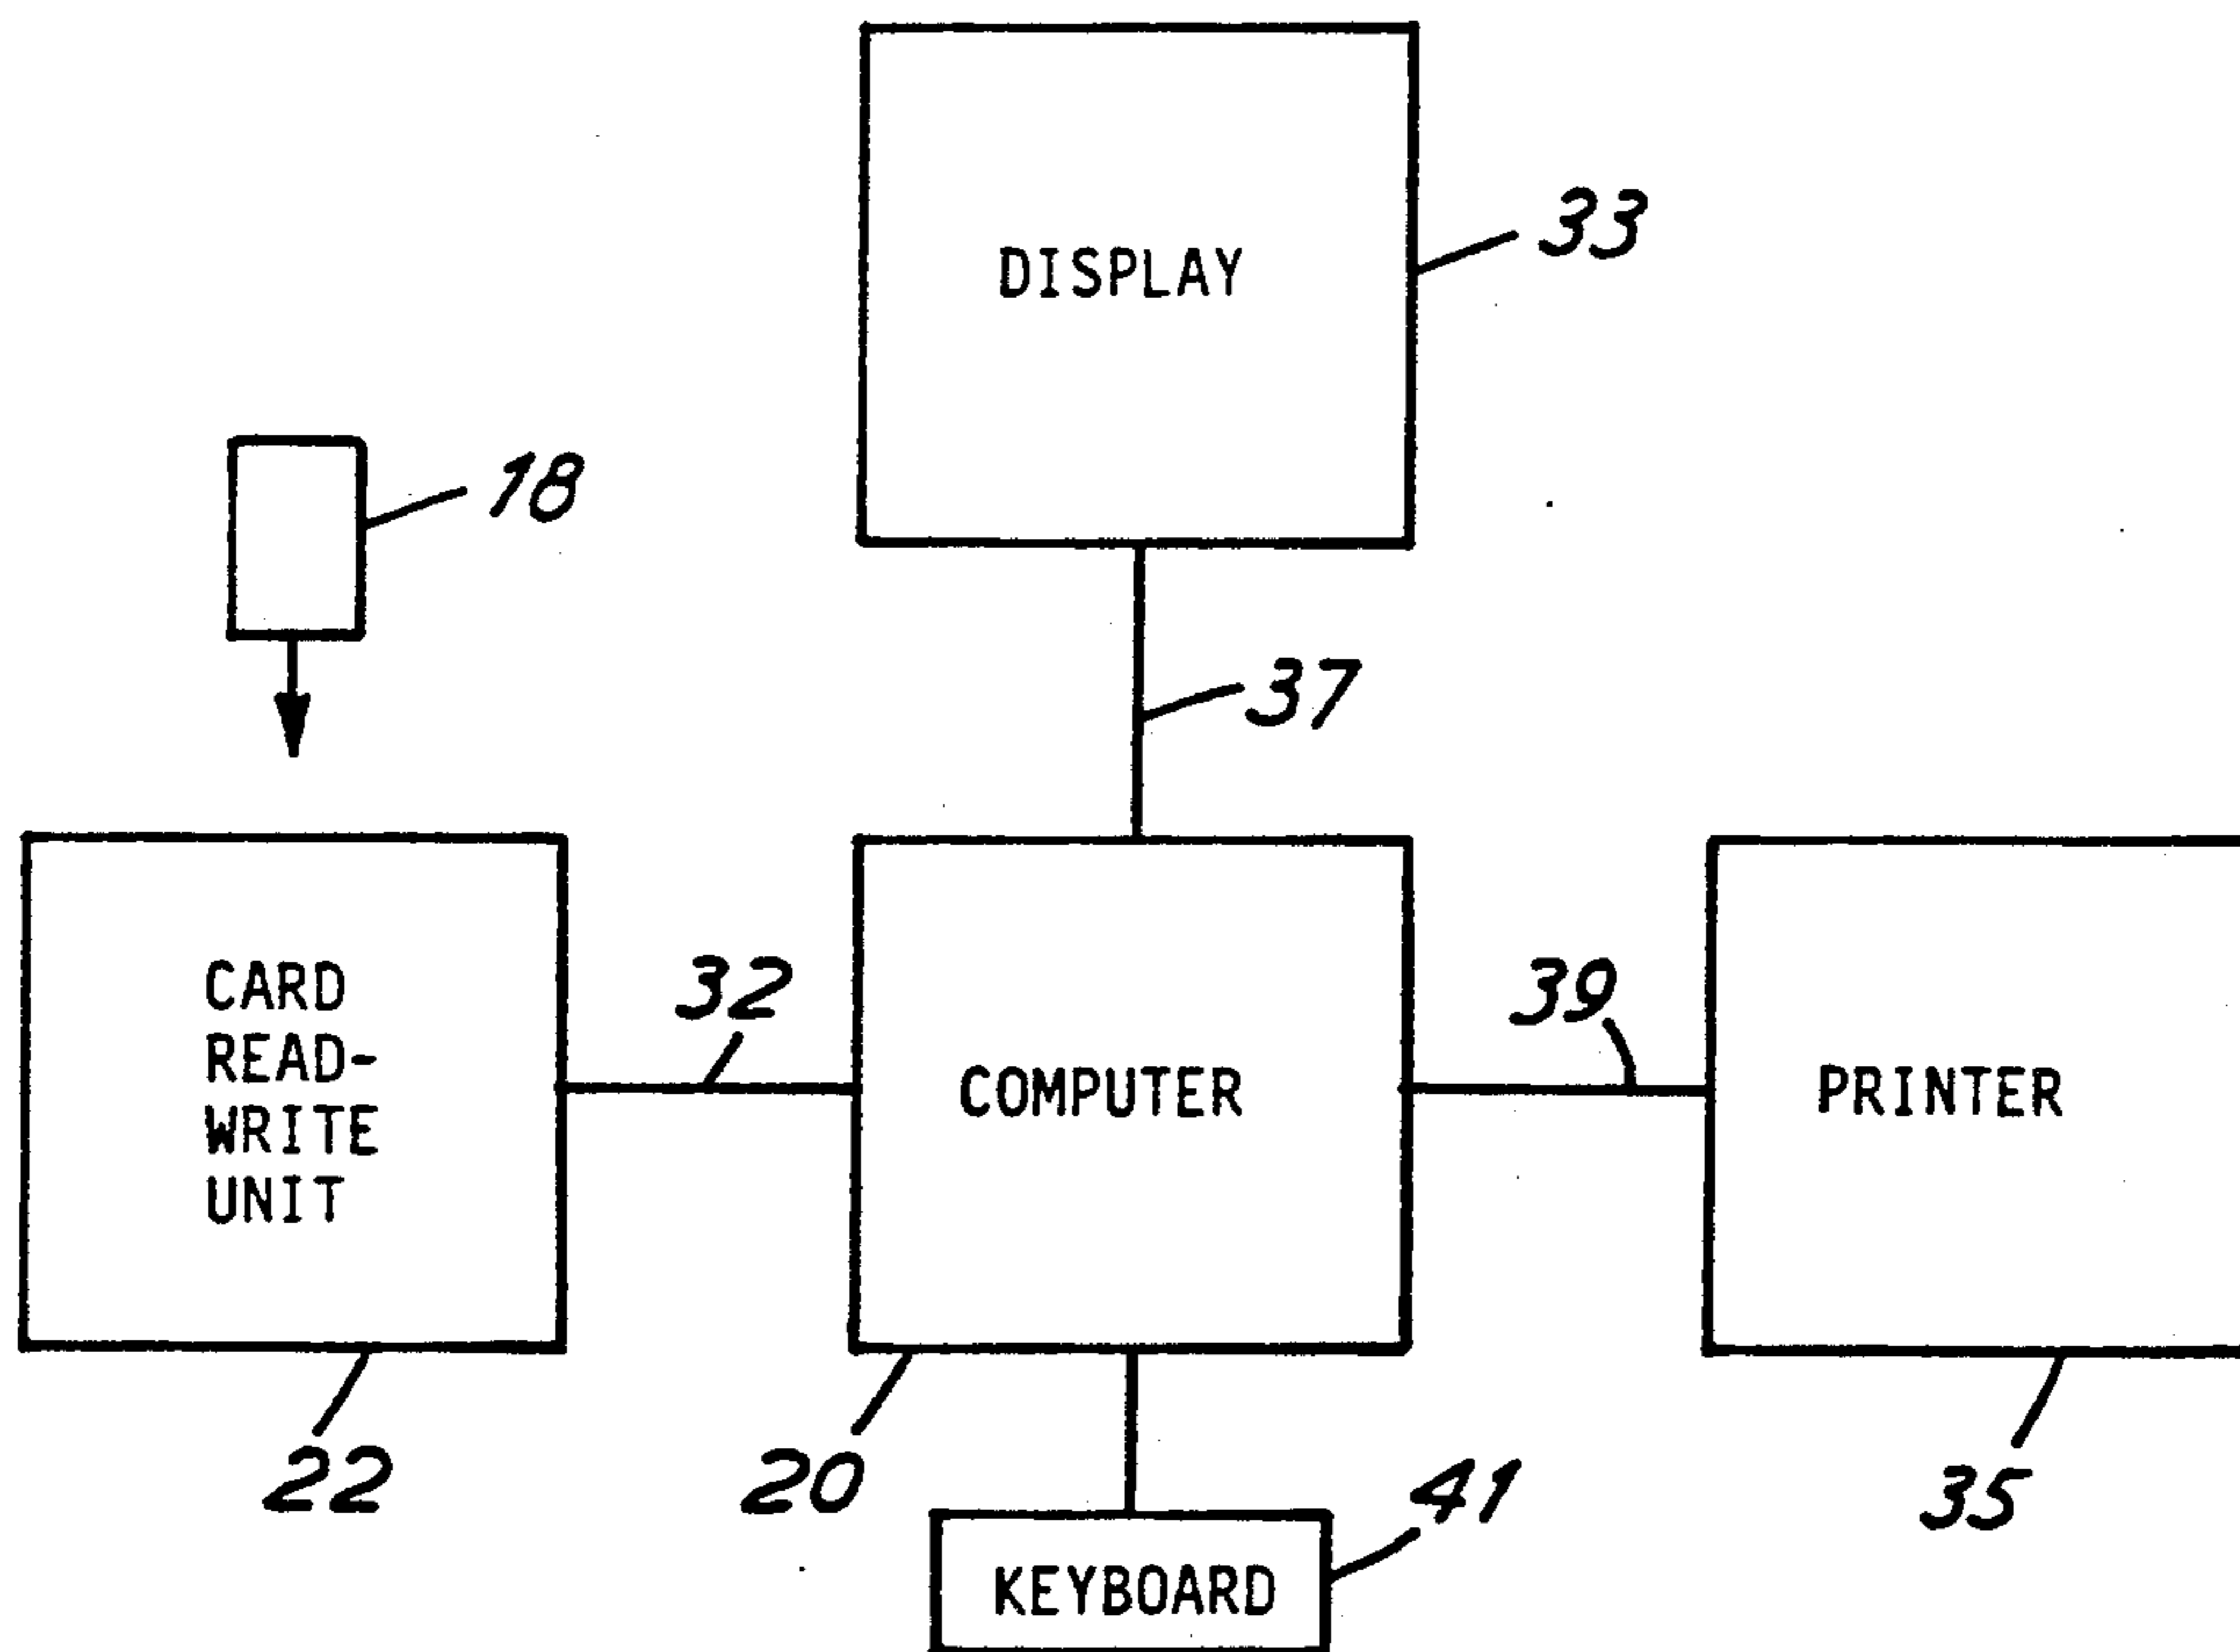 DISPLAY
33
18
37
CARD
READ-
WRITE
UNIT
32
COMPUTER
39
PRINTER
22
20
41
35
KEYBOARD